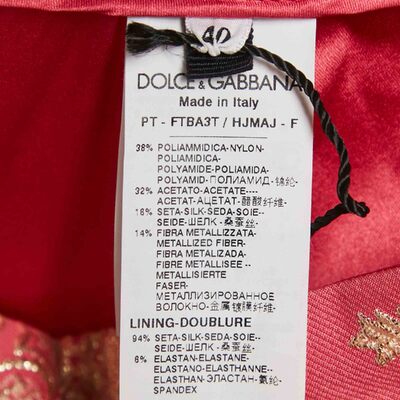 40
DOLCE & GABBANA
Made in Italy
PT - FTBA3T / HJMAJ - F
38% POLIAMMIDICA-NYLON-
POLIAMIDICA-
POLYAMIDE-POLIAMIDA-
POLYAMID-ПОЛИАМИД-锦纶-
32% ACETATO-ACETATE----
ACETAT-АЦЕТАТ-醋酸纤维-
16% SETA-SILK-SEDA-SOIE--
SEIDE-ШЕЛК -桑蚕丝-
14% FIBRA METALLIZZATA-
METALLIZED FIBER-
FIBRA METALIZADA-
FIBRE METALLISEE --
METALLISIERTE
FASER-
МЕТАЛЛИЗИРОВАННОЕ
ВОЛОКНО-金属镀膜纤维-
LINING-DOUBLURE
94% SETA-SILK-SEDA-SOIE--
SEIDE-ШЕЛК -桑蚕丝-
6% ELASTAN-ELASTANE-
ELASTANO-ELASTHANNE--
ELASTHAN-ЭЛАСТАН-氨纶-
SPANDEX